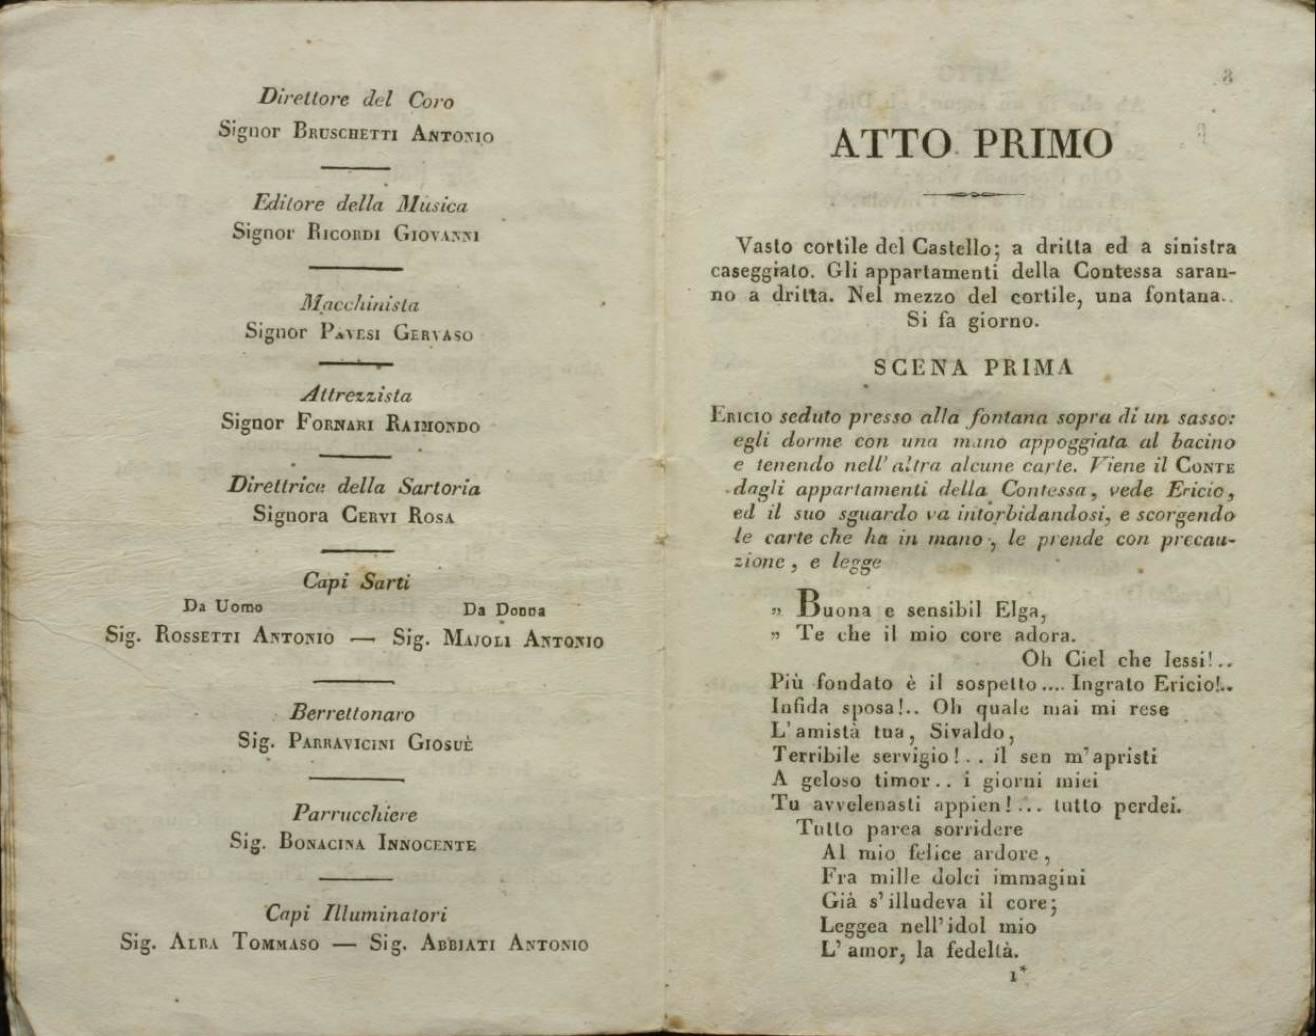 Direttore del Coro
Signor Bruschetti Antonio
Editore della Musica
Signor Ricordi Giovanni
Macchinista
Signor Pavesi Gervaso
Attrezzista
Signor Fornari Raimondo
Direttrice della Sartoria
Signora Cervi Rosa
Capi Sarti
Da Uomo Da Donna
Sig. Rossetti Antonio — Sig. Majoli Antonio
Berrettonaro
Sig. Parravicini Giosuè
Parrucchiere
Sig. Bonacina Innocente
Capi Illuminatori
Sig. Alba Tommaso — Sig. Abbiati Antonio
3
ATTO PRIMO
Vasto cortile del Castello; a dritta ed a sinistra
caseggiato. Gli appartamenti della Contessa saran-
no a dritta. Nel mezzo del cortile, una fontana.
Si fa giorno.
SCENA PRIMA
Ericio seduto presso alla fontana sopra di un sasso:
egli dorme con una mano appoggiata al bacino
e tenendo nell' altra alcune carte. Viene il Conte
dagli appartamenti della Contessa, vede Ericio,
ed il suo sguardo va intorbidandosi, e scorgendo
le carte che ha in mano, le prende con precau-
zione, e legge
„ Buona e sensibil Elga,
„ Te che il mio core adora.
Oh Ciel che lessi!..
Più fondato è il sospetto.... Ingrato Ericio!..
Infida sposa!.. Oh quale mai mi rese
L'amistà tua, Sivaldo,
Terribile servigio!.. il sen m'apristi
A geloso timor.. i giorni miei
Tu avvelenasti appien!... tutto perdei.
Tutto parea sorridere
Al mio felice ardore,
Fra mille dolci immagini
Già s'illudeva il core;
Leggea nell'idol mio
L' amor, la fedeltà.
1*